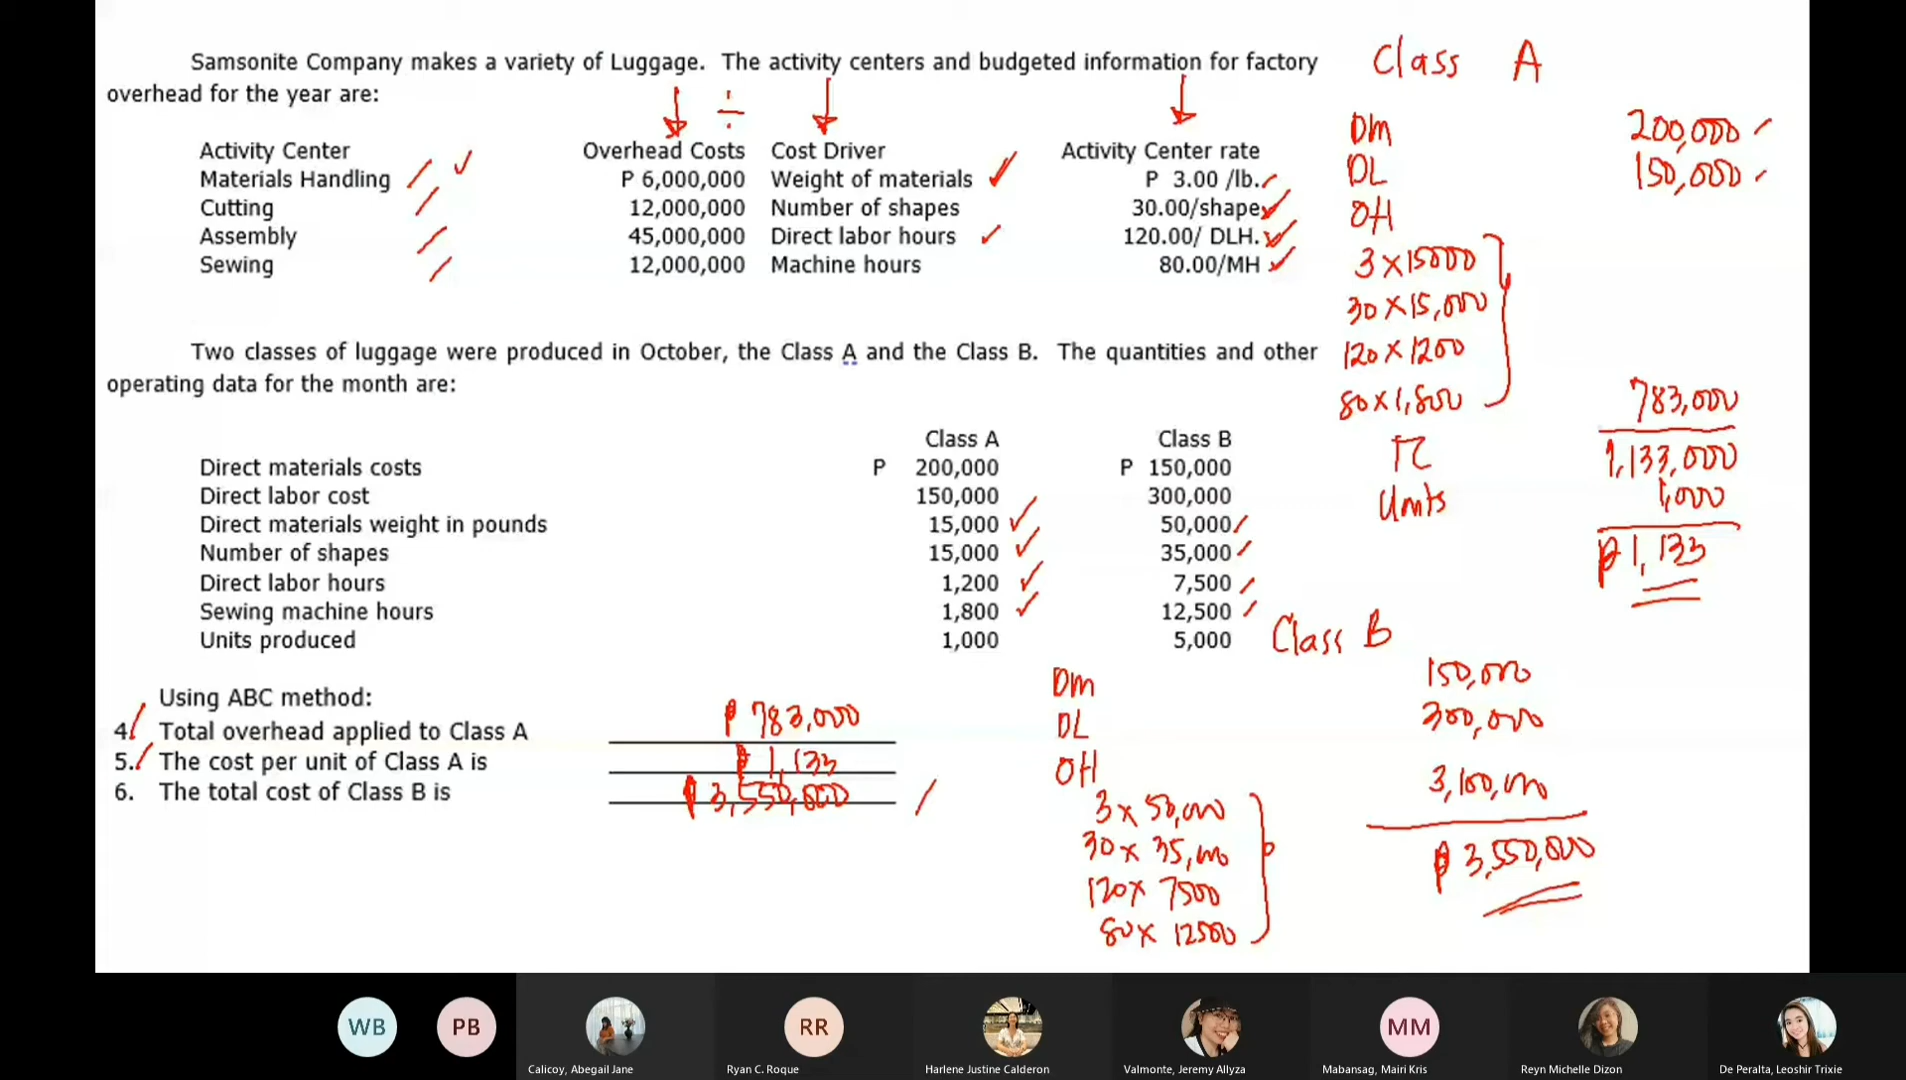 Samsonite Company makes a variety of Luggage. The activity centers and budgeted information for factory
overhead for the year are:
÷
Activity Center Overhead Costs Cost Driver Activity Center rate
Materials Handling P 6,000,000 Weight of materials P 3.00 /lb.
Cutting 12,000,000 Number of shapes 30.00/shape
Assembly 45,000,000 Direct labor hours 120.00/ DLH.
Sewing 12,000,000 Machine hours 80.00/MH
Two classes of luggage were produced in October, the Class A and the Class B. The quantities and other
operating data for the month are:
Class A Class B
Direct materials costs P 200,000 P 150,000
Direct labor cost 150,000 300,000
Direct materials weight in pounds 15,000 50,000
Number of shapes 15,000 35,000
Direct labor hours 1,200 7,500
Sewing machine hours 1,800 12,500
Units produced 1,000 5,000
Using ABC method:
4. Total overhead applied to Class A ₱ 783,000
5. The cost per unit of Class A is ₱ 1,133
6. The total cost of Class B is ₱ 3,550,000
Class A
DM 200,000
DL 150,000
OH
3 x 15000
30 x 15,000
120 x 1200
80 x 1,800 783,000
TC 1,133,000
Units 1,000
₱ 1,133
Class B
DM 150,000
DL 300,000
OH 3,100,000
3 x 50,000
30 x 35,000
120 x 7500
80 x 12500
₱ 3,550,000
WB PB RR MM
Calicoy, Abegail Jane Ryan C. Roque Harlene Justine Calderon Valmonte, Jeremy Allyza Mabansag, Mairi Kris Reyn Michelle Dizon De Peralta, Leoshir Trixie